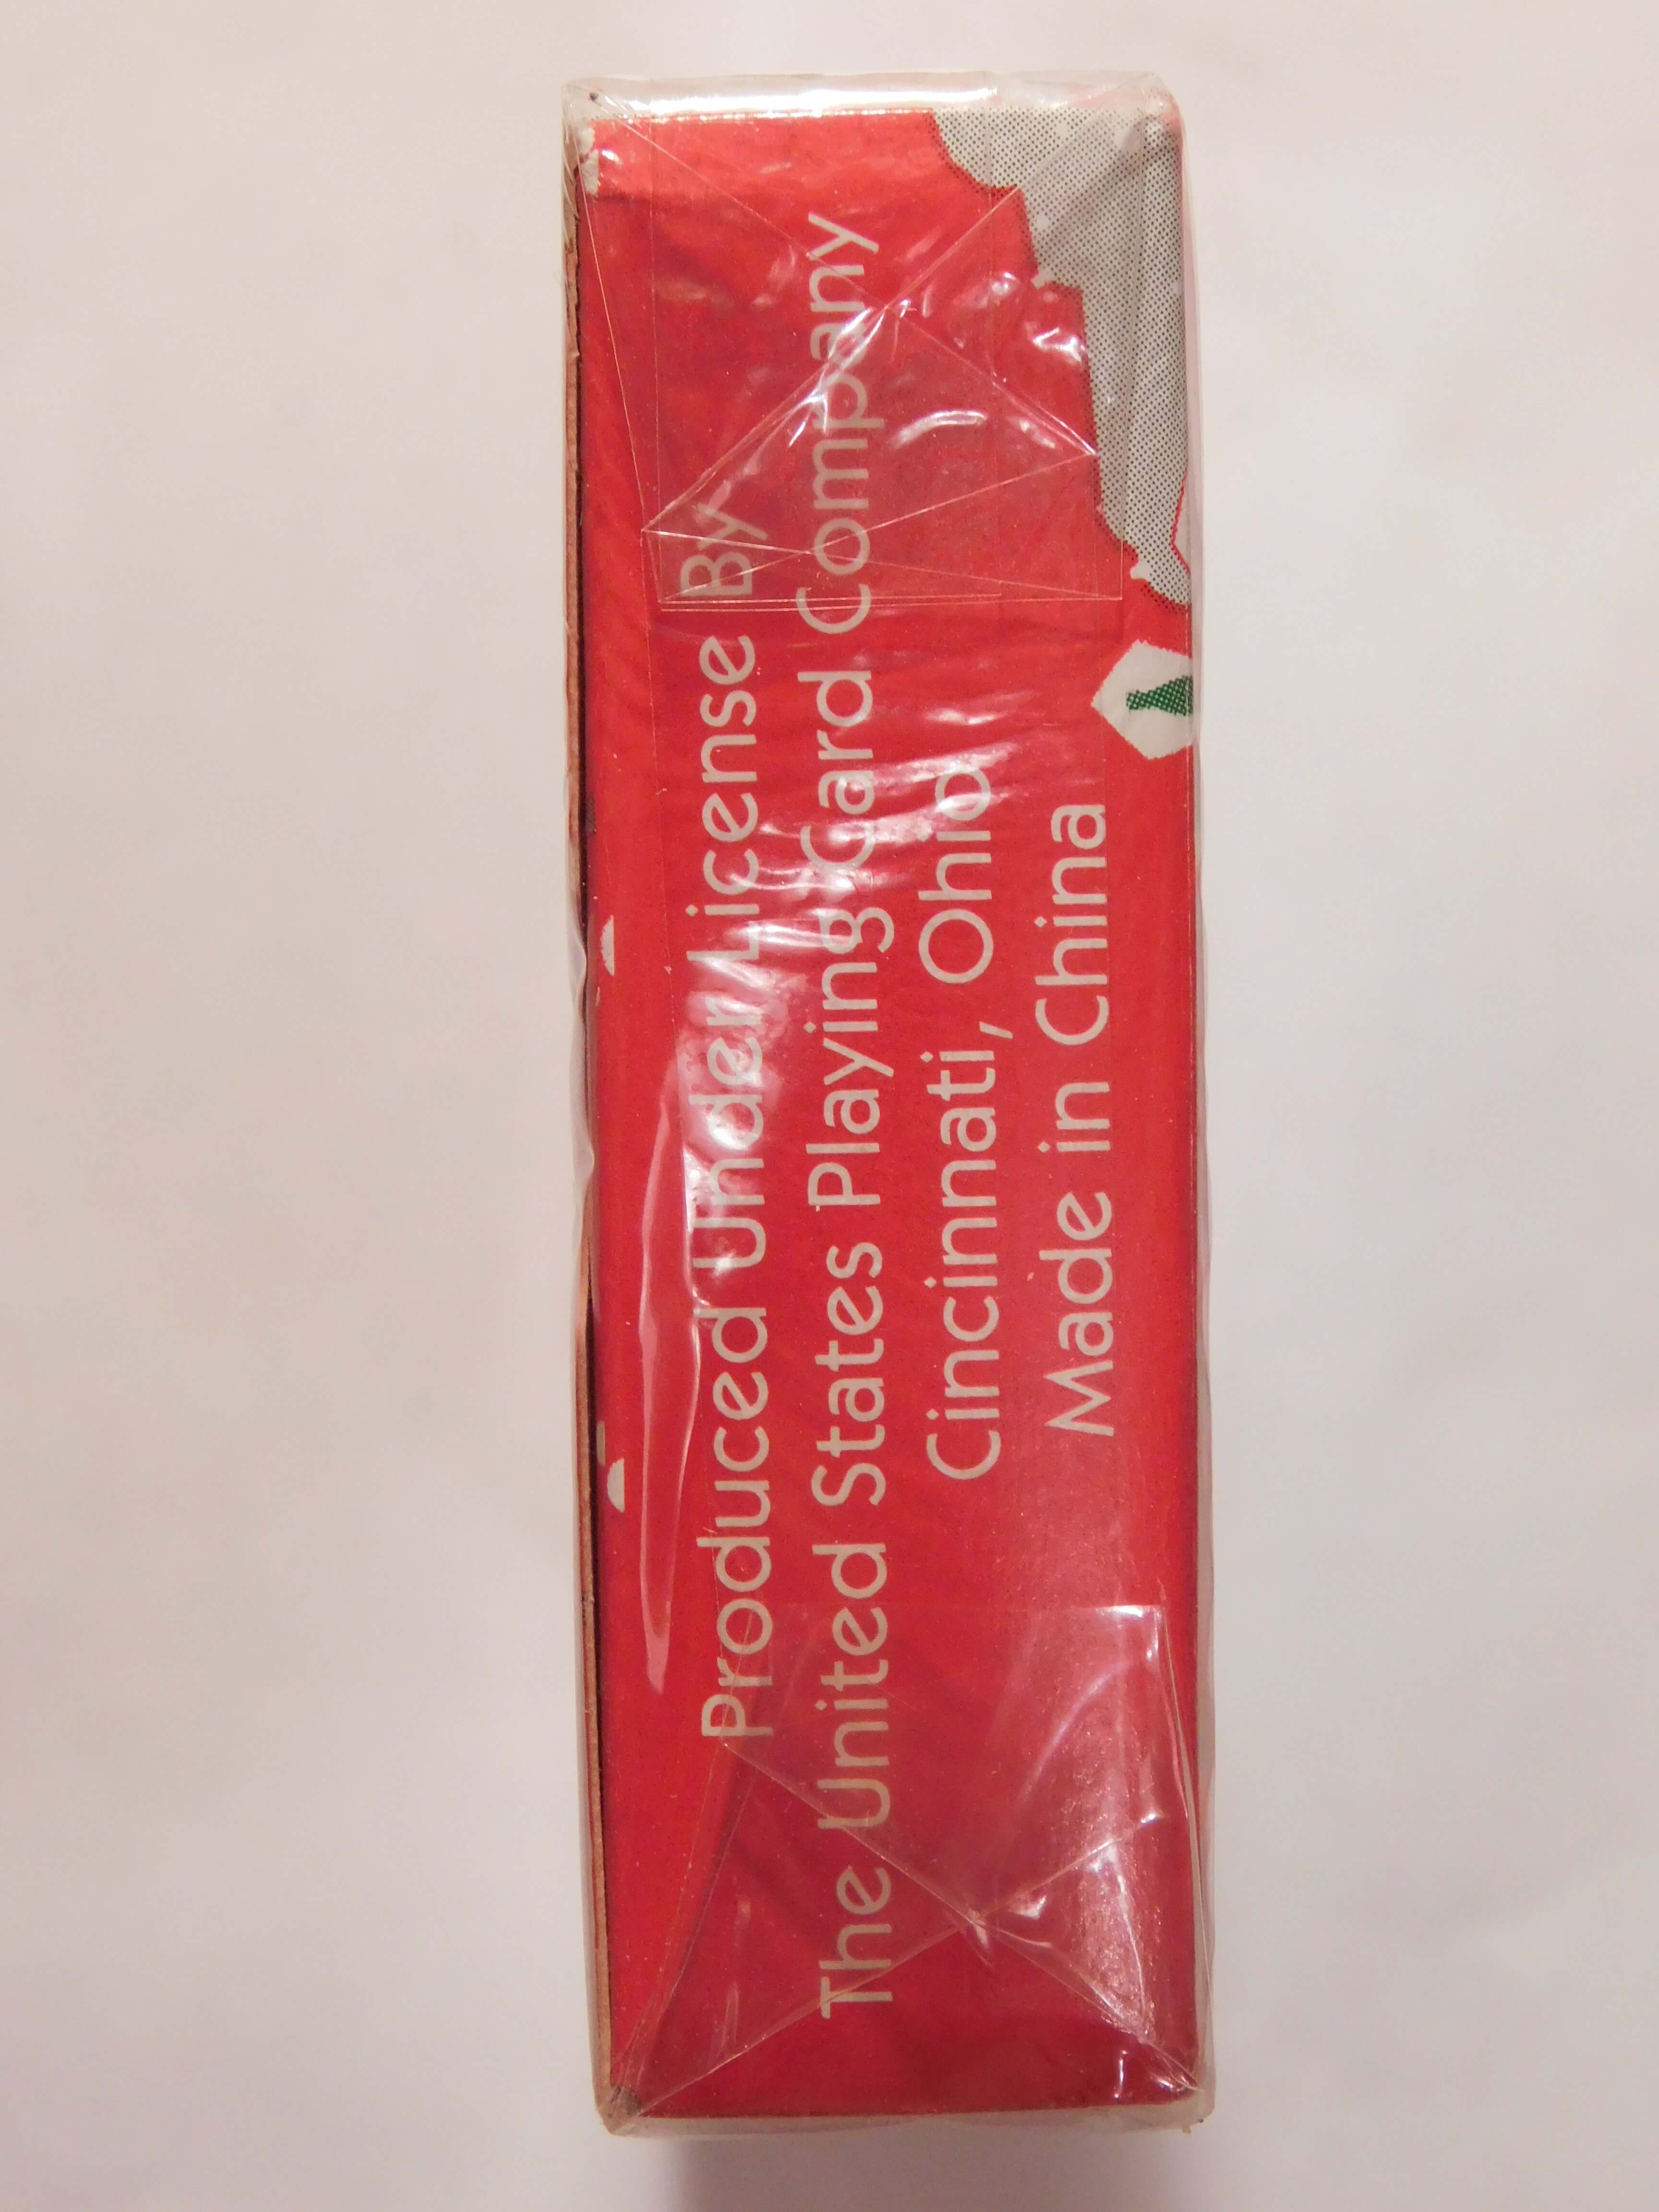 Produced Under License By
The United States Playing Card Company
Cincinnati, Ohio
Made in China